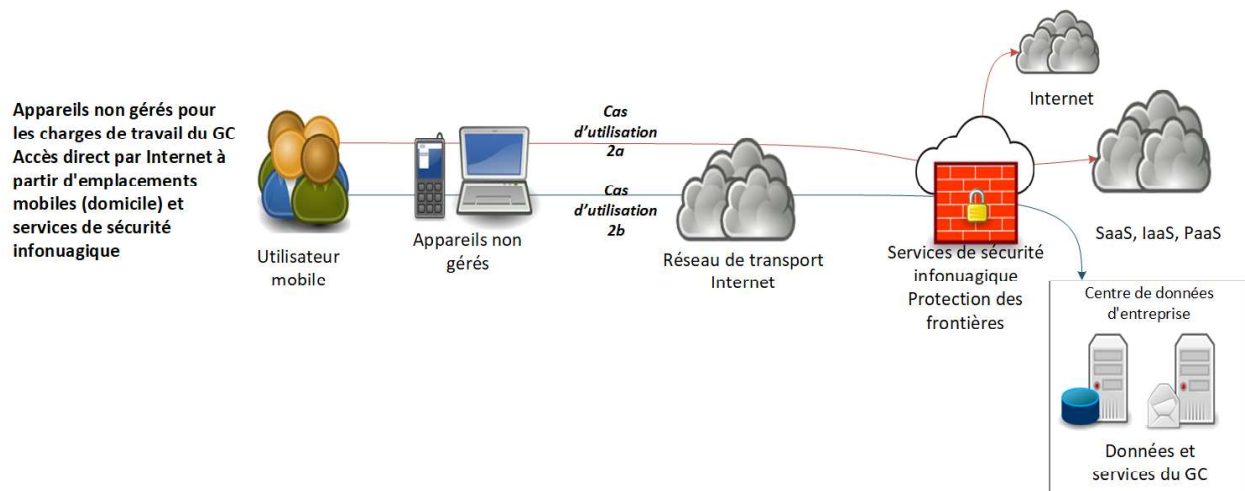 Appareils non gérés pour
les charges de travail du GC
Accès direct par Internet à
partir d'emplacements
mobiles (domicile) et
services de sécurité
infonuagique
Utilisateur
mobile
Appareils non
gérés
Cas
d'utilisation
2a
Cas
d'utilisation
2b
Réseau de transport
Internet
Services de sécurité
infonuagique
Protection des
frontières
Internet
SaaS, IaaS, PaaS
Centre de données
d'entreprise
Données et
services du GC